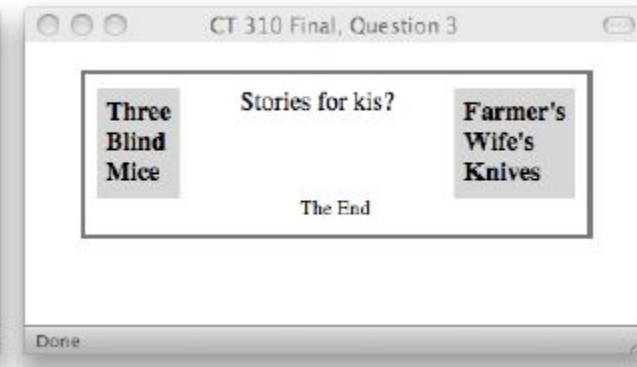 CT 310 Final, Question 3
Three
Blind
Mice
Stories for kis?
Farmer's
Wife's
Knives
The End
Done